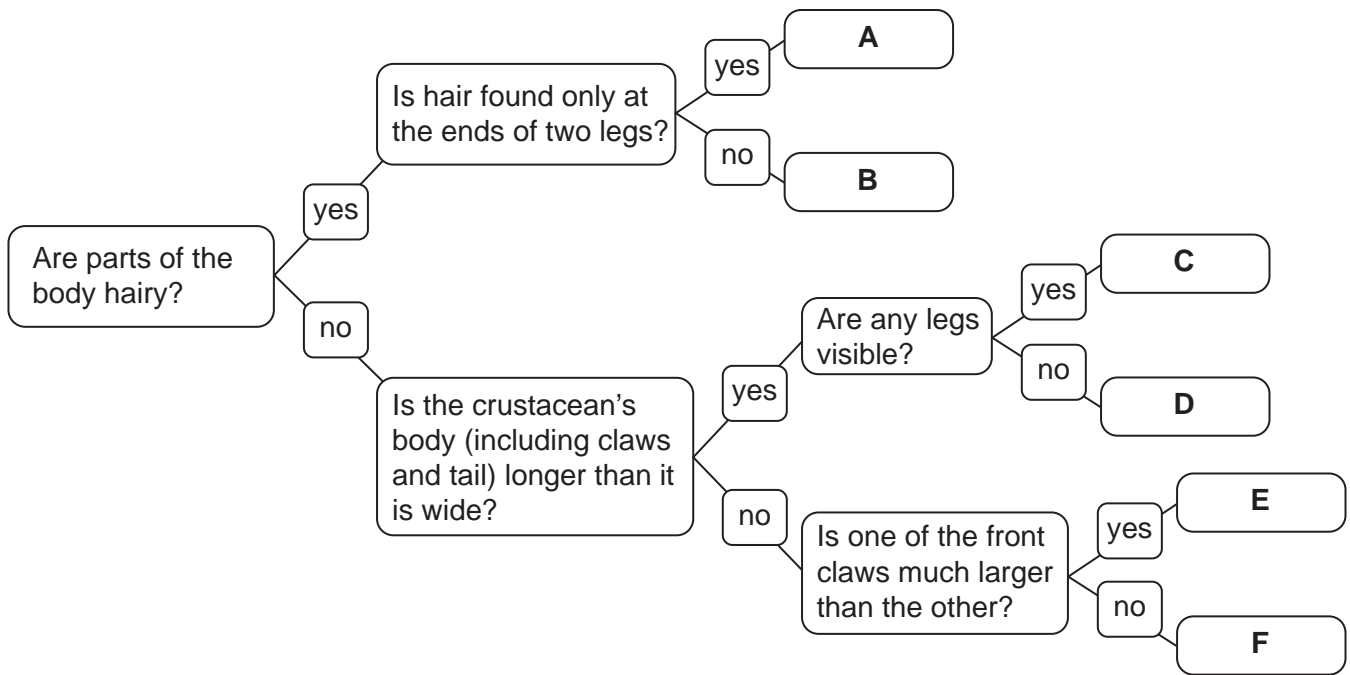 Are parts of the
body hairy?
yes
Is hair found only at
the ends of two legs?
yes
A
no
B
no
Is the crustacean’s
body (including claws
and tail) longer than it
is wide?
yes
Are any legs
visible?
yes
C
no
D
no
Is one of the front
claws much larger
than the other?
yes
E
no
F